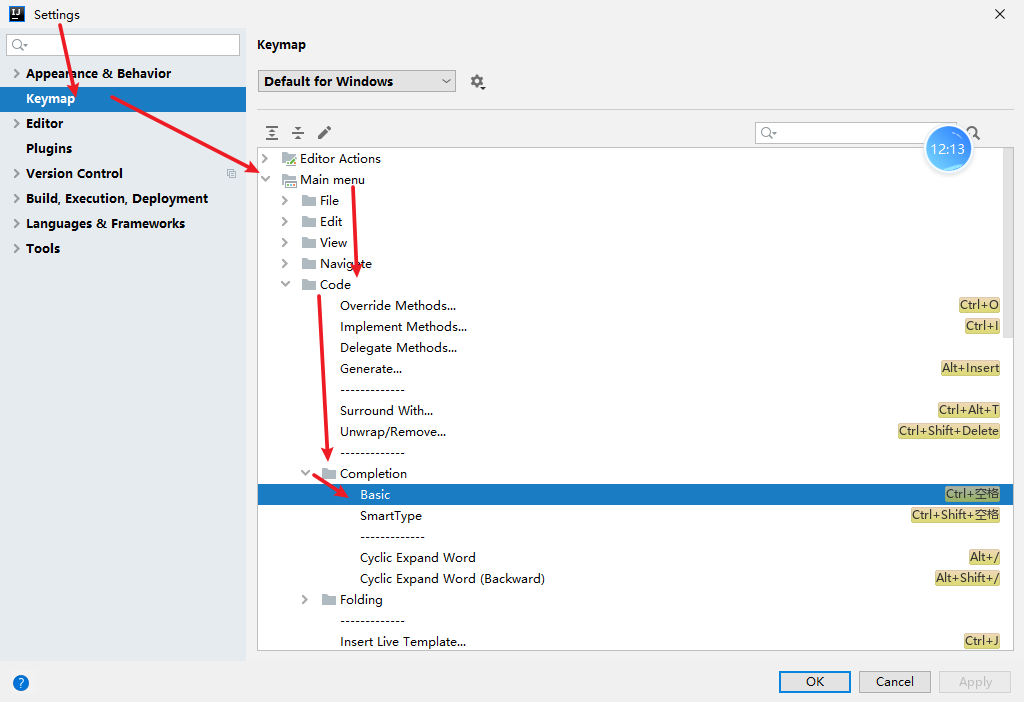 Settings
Appearance & Behavior
Keymap
Editor
Plugins
Version Control
Build, Execution, Deployment
Languages & Frameworks
Tools
Keymap
Default for Windows
12:13
Editor Actions
Main menu
File
Edit
View
Navigate
Code
Override Methods... Ctrl+O
Implement Methods... Ctrl+I
Delegate Methods...
Generate... Alt+Insert
-------------
Surround With... Ctrl+Alt+T
Unwrap/Remove... Ctrl+Shift+Delete
-------------
Completion
Basic Ctrl+空格
SmartType Ctrl+Shift+空格
-------------
Cyclic Expand Word Alt+/
Cyclic Expand Word (Backward) Alt+Shift+/
Folding
-------------
Insert Live Template... Ctrl+J
? OK Cancel Apply